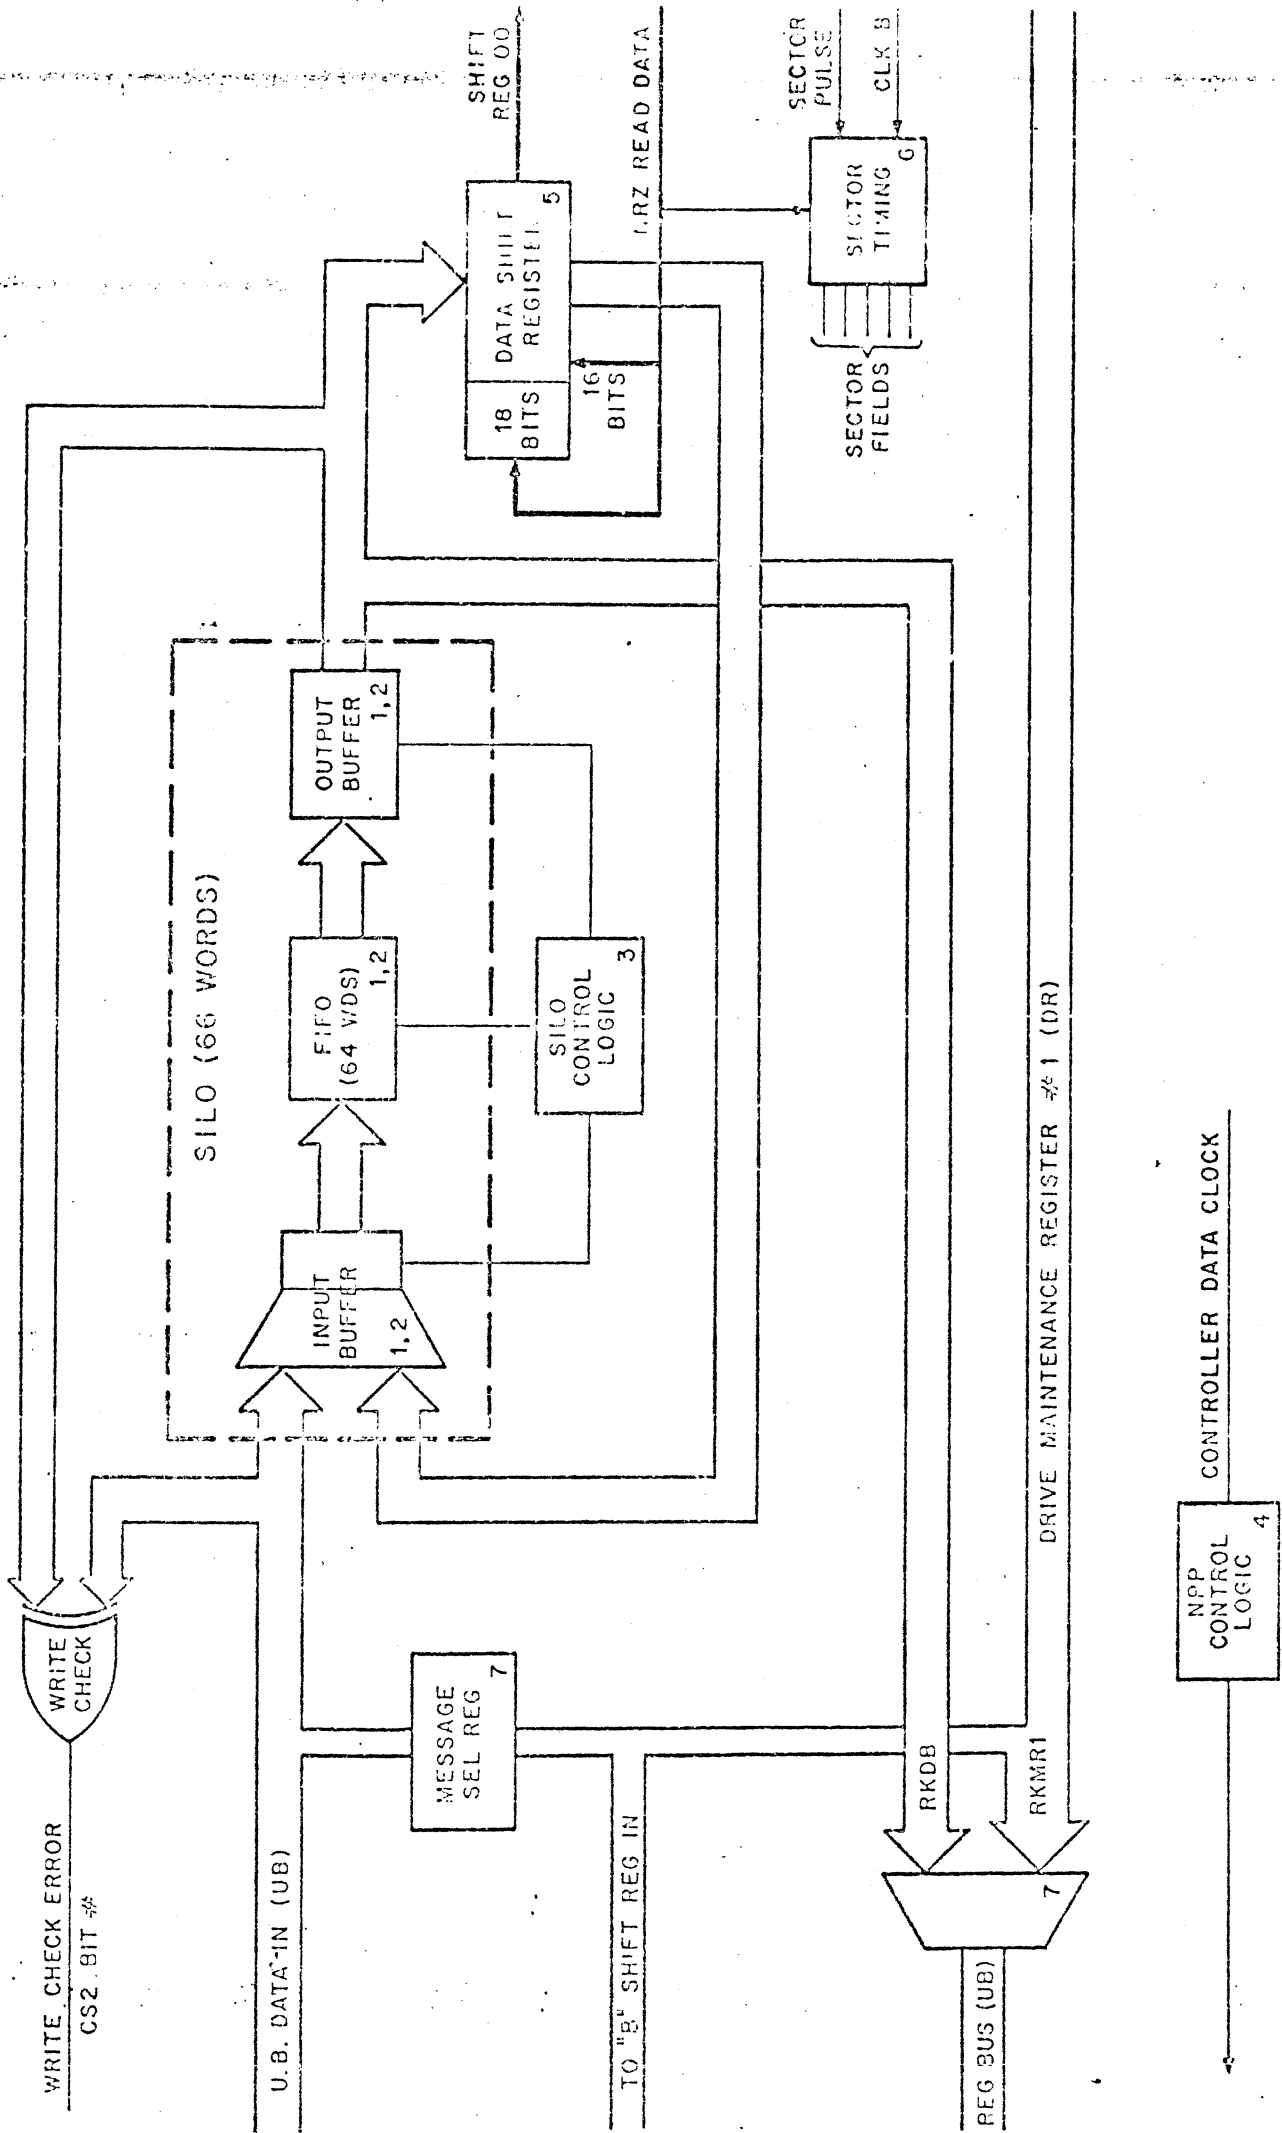 WRITE CHECK ERROR
CS2 BIT #
WRITE
CHECK
SILO (66 WORDS)
U.B. DATA-IN (UB)
INPUT
BUFFER
1,2
FIFO
(64 WDS)
1,2
OUTPUT
BUFFER
1,2
SHIFT
REG 00
18
BITS
DATA SHIFT
REGISTER
5
16
BITS
NRZ READ DATA
MESSAGE
SEL REG
7
SILO
CONTROL
LOGIC
3
TO "B" SHIFT REG IN
SECTOR
FIELDS
SECTOR
TIMING
6
SECTOR
PULSE
CLK B
RKDB
RKMR1
7
REG BUS (UB)
DRIVE MAINTENANCE REGISTER #1 (DR)
NPP
CONTROL
LOGIC
4
CONTROLLER DATA CLOCK